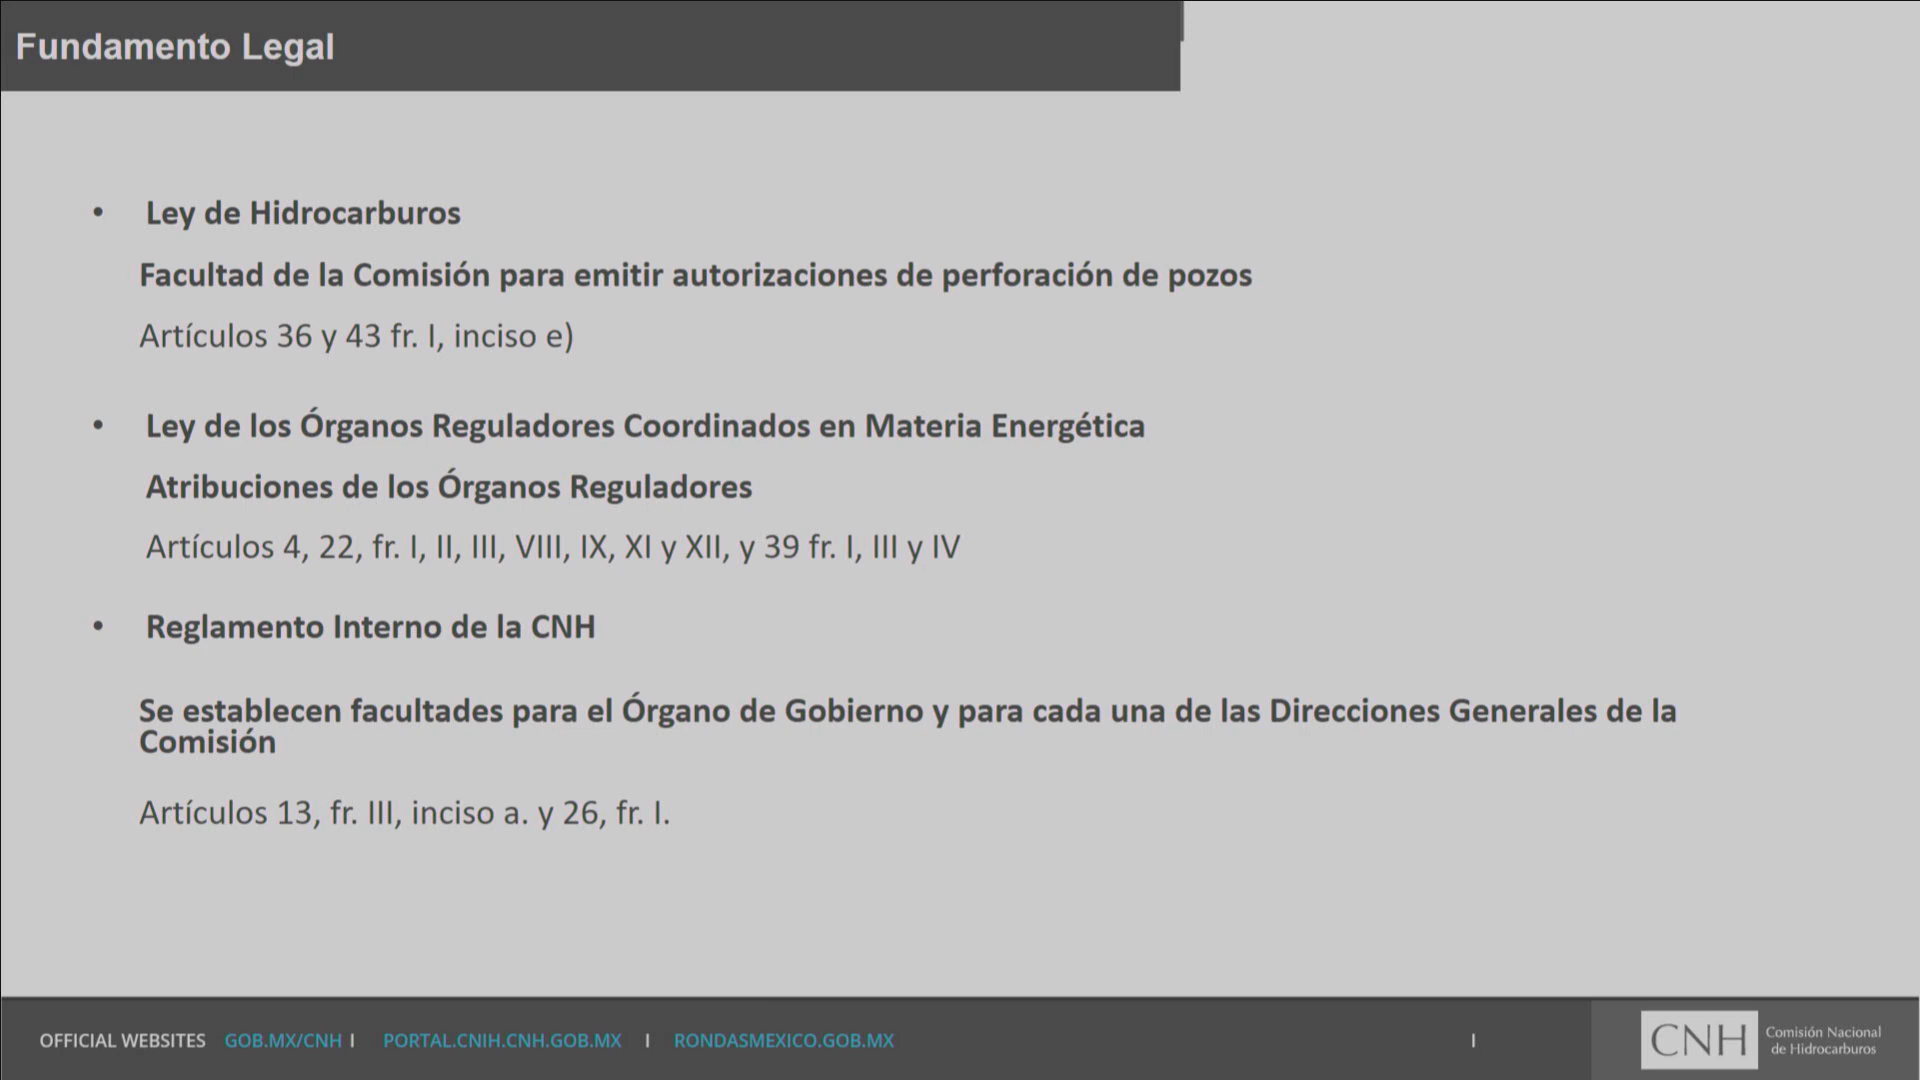 Fundamento Legal
• Ley de Hidrocarburos
Facultad de la Comisión para emitir autorizaciones de perforación de pozos
Artículos 36 y 43 fr. I, inciso e)
• Ley de los Órganos Reguladores Coordinados en Materia Energética
Atribuciones de los Órganos Reguladores
Artículos 4, 22, fr. I, II, III, VIII, IX, XI y XII, y 39 fr. I, III y IV
• Reglamento Interno de la CNH
Se establecen facultades para el Órgano de Gobierno y para cada una de las Direcciones Generales de la
Comisión
Artículos 13, fr. III, inciso a. y 26, fr. I.
OFFICIAL WEBSITES GOB.MX/CNH I PORTAL.CNIH.CNH.GOB.MX I RONDASMEXICO.GOB.MX I
CNH Comisión Nacional
de Hidrocarburos